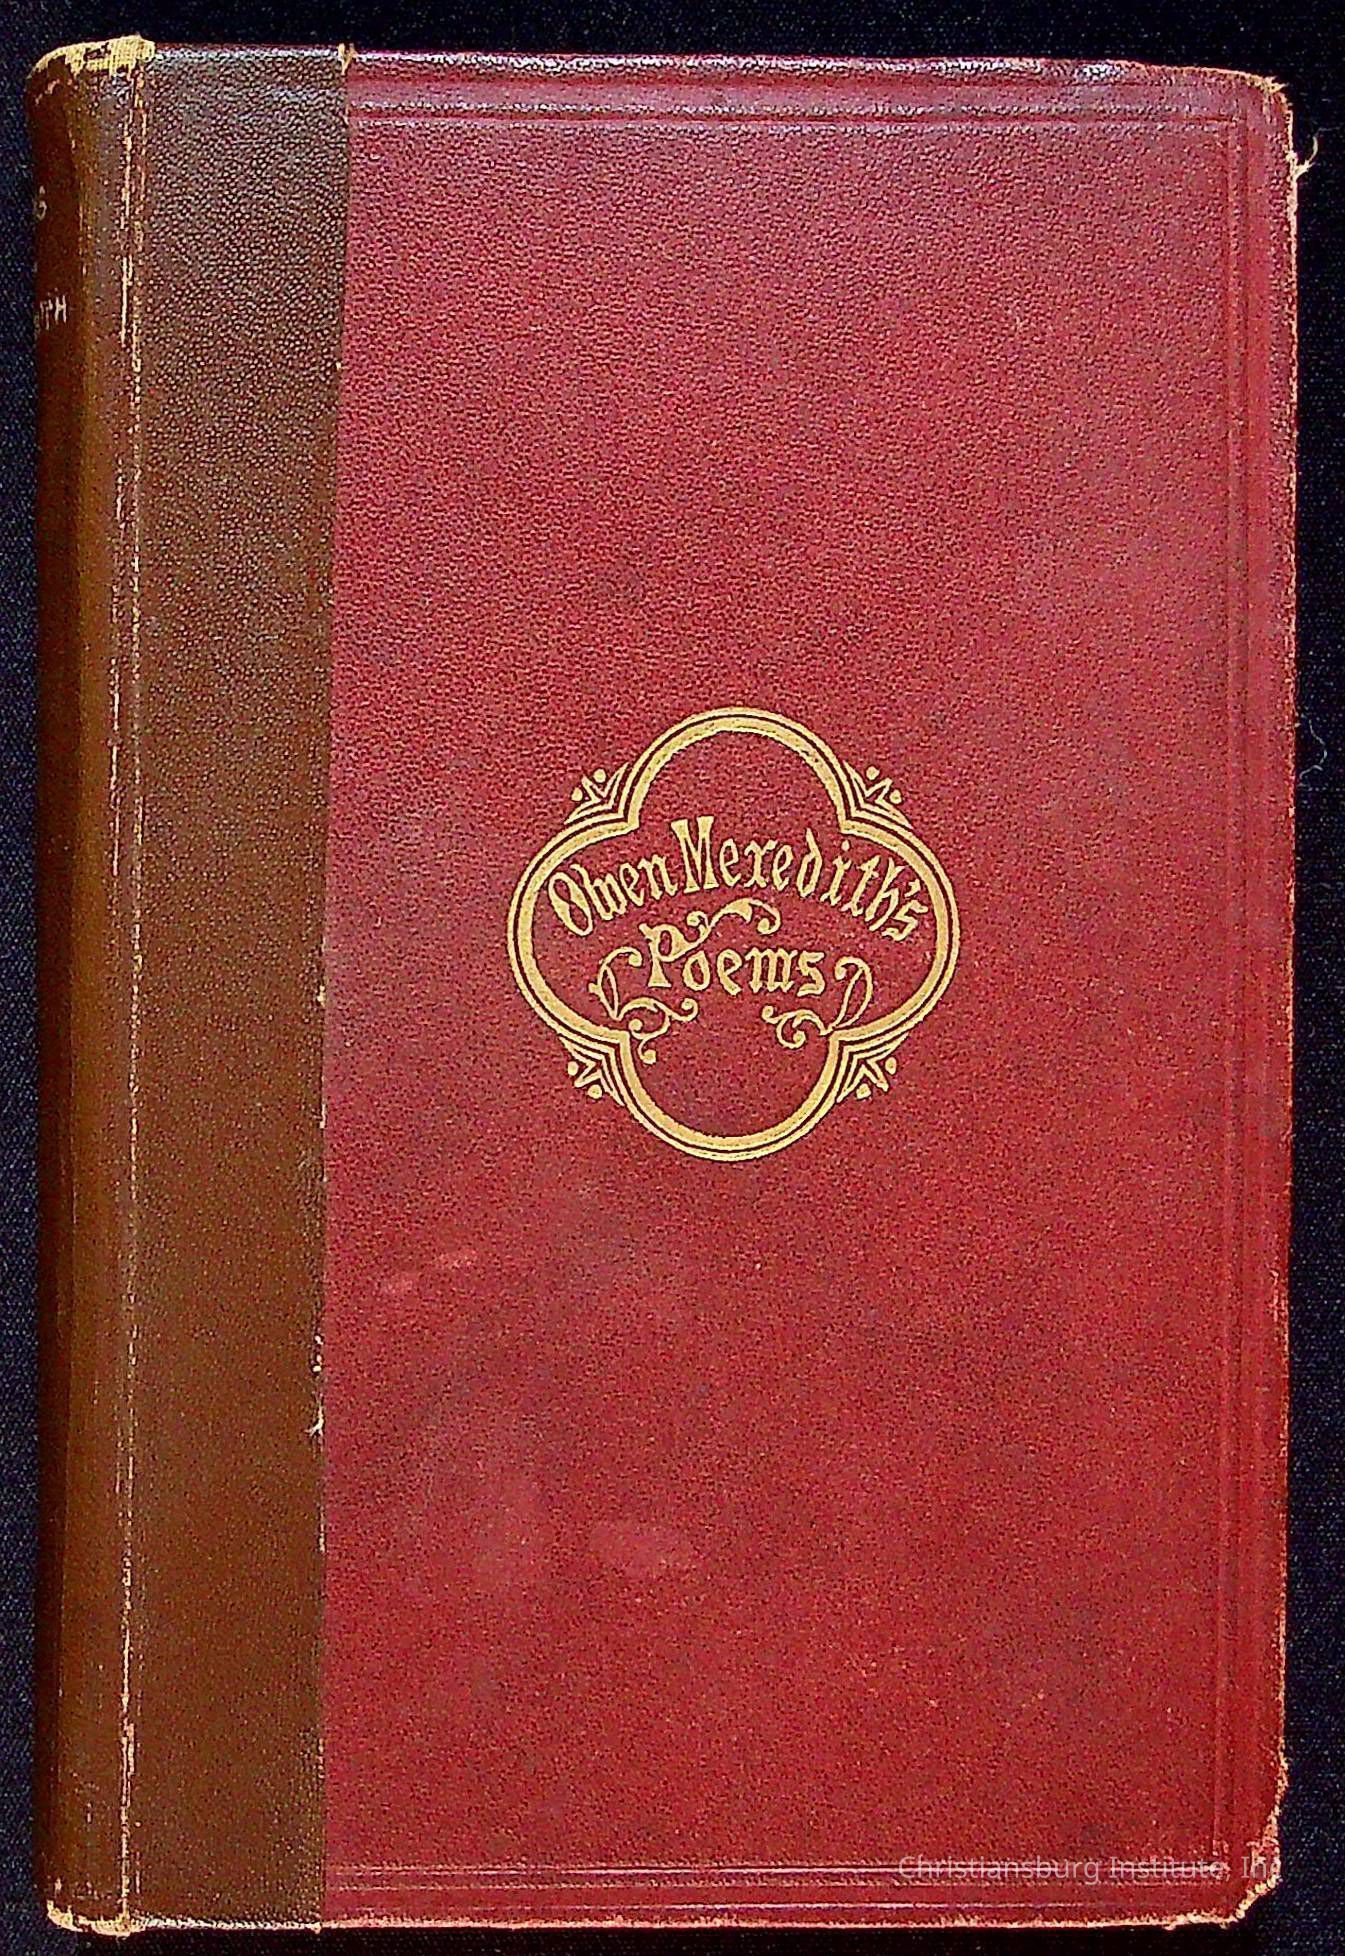 Owen Meredith's
Poems
Christiansburg Institute, Inc